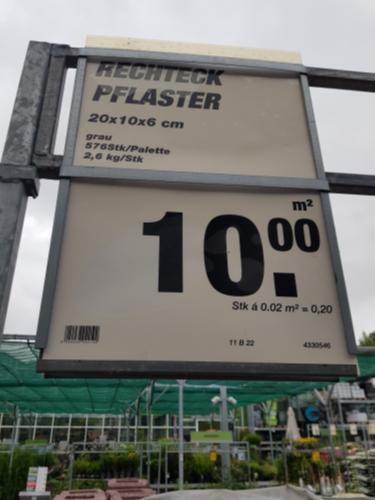 RECHTECK
PFLASTER
20x10x6 cm
grau
576Stk/Palette
2,6 kg/Stk
m²
10.00
Stk á 0.02 m² = 0,20
11 B 22
4330546